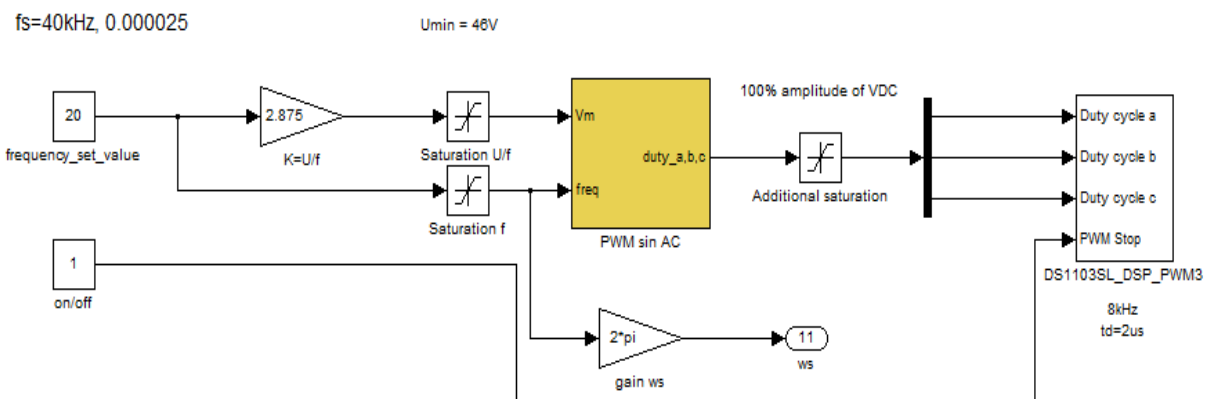 fs=40kHz, 0.000025
Umin = 46V
20
frequency_set_value
2.875
K=U/f
Saturation U/f
Saturation f
Vm
freq
duty_a,b,c
PWM sin AC
100% amplitude of VDC
Additional saturation
Duty cycle a
Duty cycle b
Duty cycle c
PWM Stop
DS1103SL_DSP_PWM3
8kHz
td=2us
1
on/off
2*pi
gain ws
11
ws